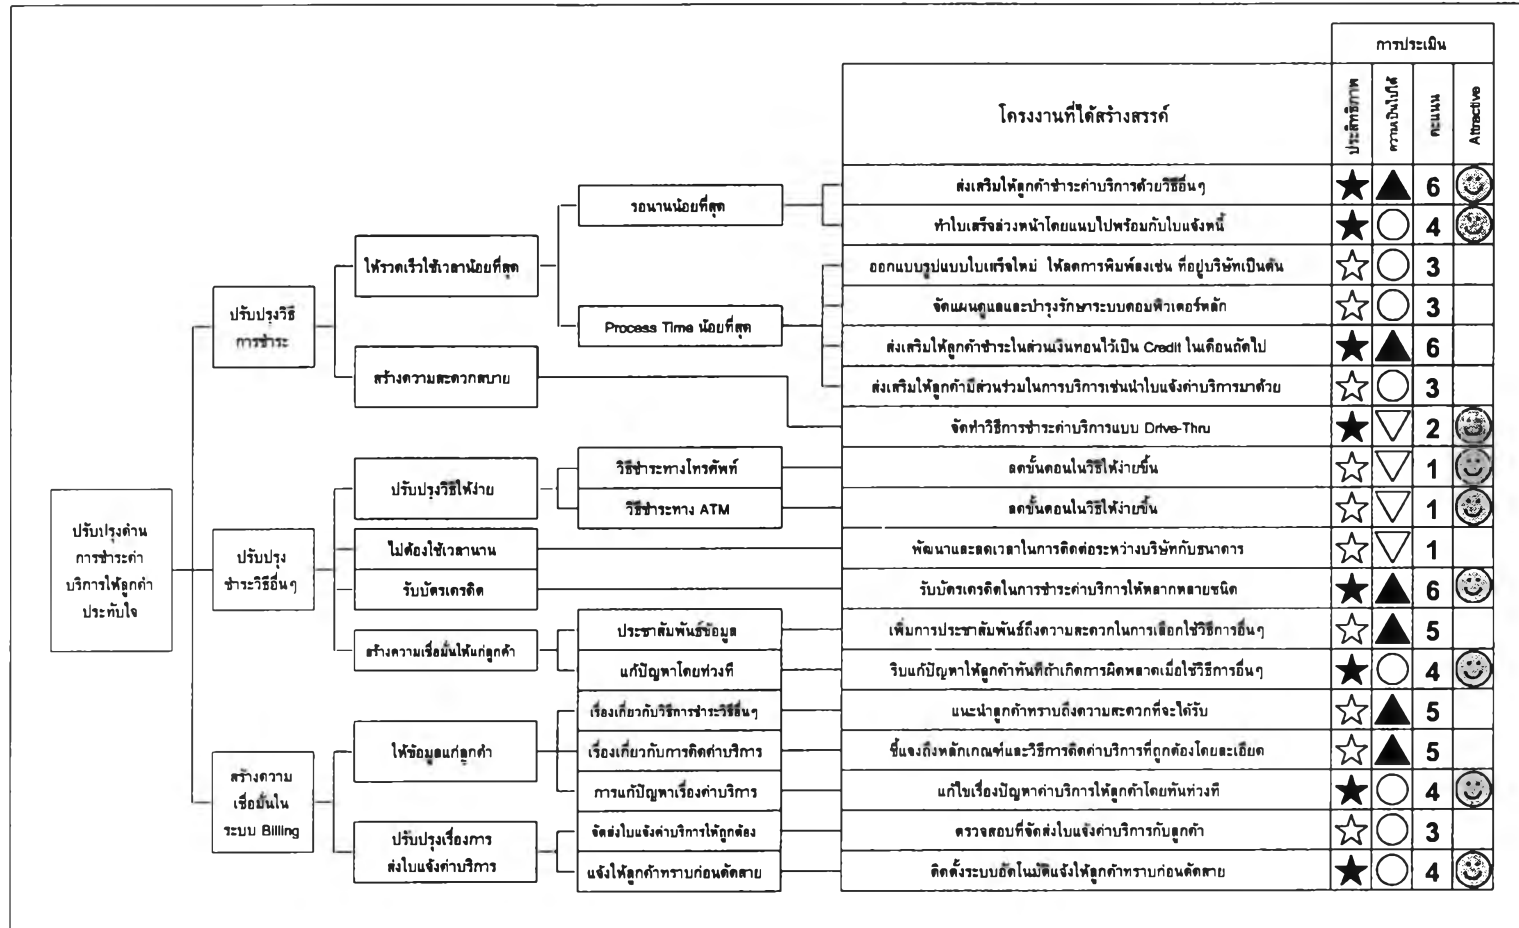 การประเมิน
โครงงานที่ได้สร้างสรรค์
ประสิทธิภาพ
ความเป็นไปได้
คะแนน
Attractive
ส่งเสริมให้ลูกค้าชำระค่าบริการด้วยวิธีอื่นๆ
6
รอนานน้อยที่สุด
ทำใบเสร็จล่วงหน้าโดยแนบไปพร้อมกับใบแจ้งหนี้
4
ให้รวดเร็วใช้เวลาน้อยที่สุด
ออกแบบรูปแบบใบเสร็จใหม่ ให้ลดการพิมพ์ลงเช่น ที่อยู่บริษัทเป็นต้น
3
ปรับปรุงวิธี
การชำระ
จัดแผนดูแลและบำรุงรักษาระบบคอมพิวเตอร์หลัก
3
Process Time น้อยที่สุด
ส่งเสริมให้ลูกค้าชำระในส่วนเงินทอนไว้เป็น Credit ในเดือนถัดไป
6
สร้างความสะดวกสบาย
ส่งเสริมให้ลูกค้ามีส่วนร่วมในการบริการเช่นนำใบแจ้งค่าบริการมาด้วย
3
จัดทำวิธีการชำระค่าบริการแบบ Drive-Thru
2
ปรับปรุงวิธีให้ง่าย
วิธีชำระทางโทรศัพท์
ลดขั้นตอนในวิธีให้ง่ายขึ้น
1
วิธีชำระทาง ATM
ลดขั้นตอนในวิธีให้ง่ายขึ้น
1
ปรับปรุงด้าน
การชำระค่า
บริการให้ลูกค้า
ประทับใจ
ปรับปรุง
ชำระวิธีอื่นๆ
ไม่ต้องใช้เวลานาน
พัฒนาและลดเวลาในการติดต่อระหว่างบริษัทกับธนาคาร
1
รับบัตรเครดิต
รับบัตรเครดิตในการชำระค่าบริการให้หลากหลายชนิด
6
สร้างความเชื่อมั่นให้แก่ลูกค้า
ประชาสัมพันธ์ข้อมูล
เพิ่มการประชาสัมพันธ์ถึงความสะดวกในการเลือกใช้วิธีการอื่นๆ
5
แก้ปัญหาโดยท่วงที
รีบแก้ปัญหาให้ลูกค้าทันทีถ้าเกิดการผิดพลาดเมื่อใช้วิธีการอื่นๆ
4
เรื่องเกี่ยวกับวิธีการชำระวิธีอื่นๆ
แนะนำลูกค้าทราบถึงความสะดวกที่จะได้รับ
5
ให้ข้อมูลแก่ลูกค้า
เรื่องเกี่ยวกับการคิดค่าบริการ
ชี้แจงถึงหลักเกณฑ์และวิธีการคิดค่าบริการที่ถูกต้องโดยละเอียด
5
สร้างความ
เชื่อมั่นใน
ระบบ Billing
การแก้ปัญหาเรื่องค่าบริการ
แก้ไขเรื่องปัญหาค่าบริการให้ลูกค้าโดยทันท่วงที
4
ปรับปรุงเรื่องการ
ส่งใบแจ้งค่าบริการ
จัดส่งใบแจ้งค่าบริการให้ถูกต้อง
ตรวจสอบที่จัดส่งใบแจ้งค่าบริการกับลูกค้า
3
แจ้งให้ลูกค้าทราบก่อนตัดสาย
ติดตั้งระบบอัตโนมัติแจ้งให้ลูกค้าทราบก่อนตัดสาย
4